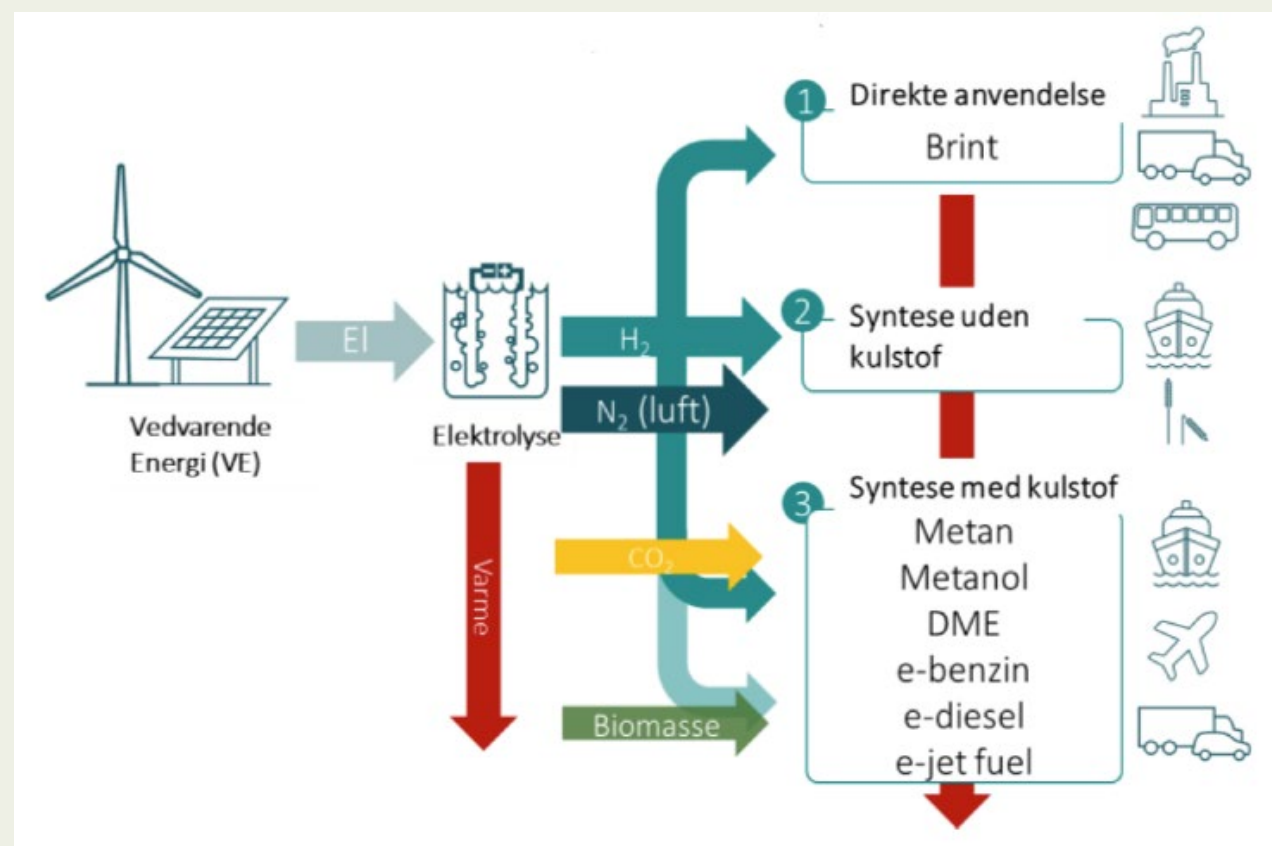 1 Direkte anvendelse
Brint
El
H₂
2 Syntese uden
kulstof
N₂ (luft)
Vedvarende
Energi (VE)
Elektrolyse
Varme
3 Syntese med kulstof
CO₂
Metan
Metanol
DME
e-benzin
Biomasse
e-diesel
e-jet fuel